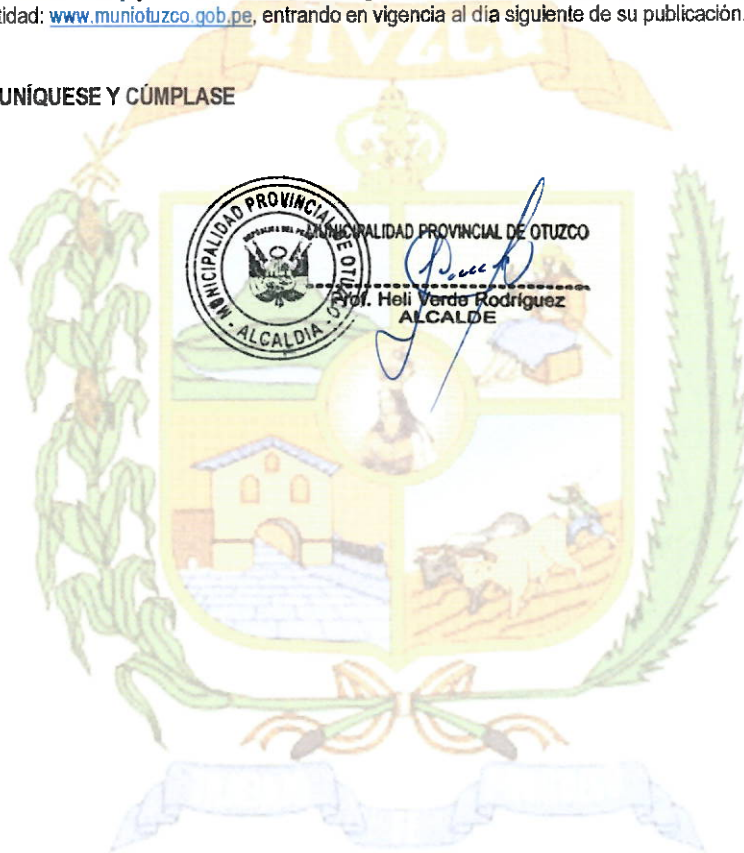 tidad: www.muniotuzco.gob.pe, entrando en vigencia al día siguiente de su publicación.
OTUZCO
UNÍQUESE Y CÚMPLASE
MUNICIPALIDAD PROVINCIAL DE OTUZCO
ALCALDIA
MUNICIPALIDAD PROVINCIAL DE OTUZCO
Prof. Heli Verde Rodríguez
ALCALDE